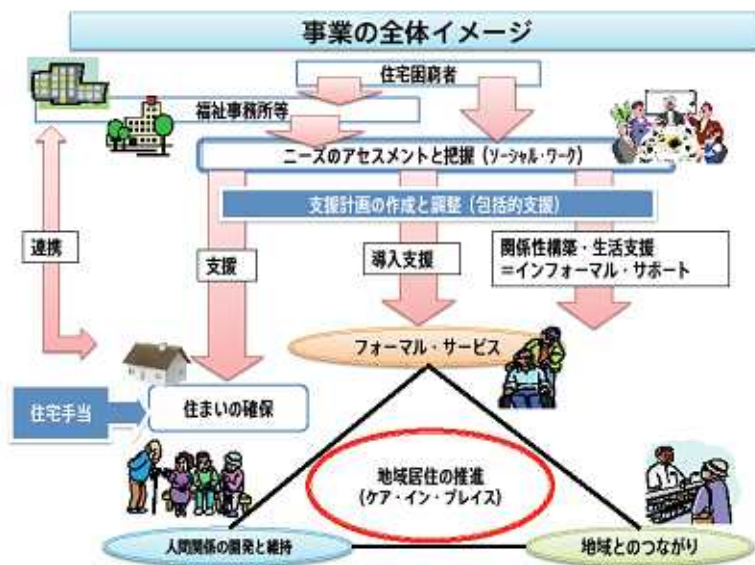 事業の全体イメージ
住宅困窮者
福祉事務所等
ニーズのアセスメントと把握（ソーシャル・ワーク）
支援計画の作成と調整（包括的支援）
連携
支援
導入支援
関係性構築・生活支援
＝インフォーマル・サポート
フォーマル・サービス
住宅手当
住まいの確保
地域居住の推進
（ケア・イン・プレイス）
人間関係の開発と維持
地域とのつながり